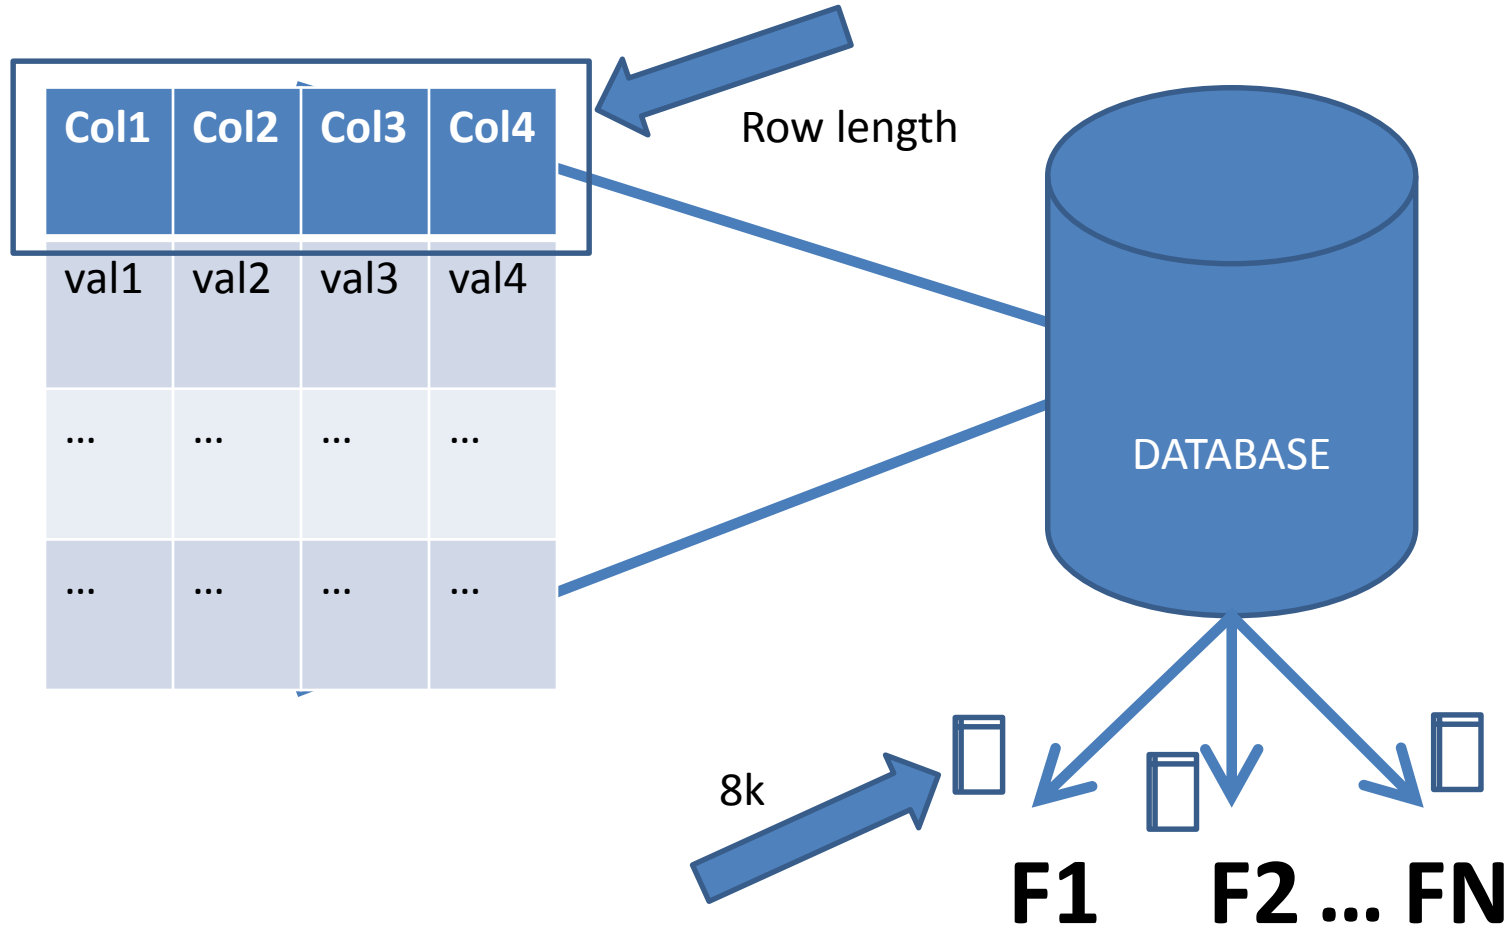 Col1 Col2 Col3 Col4
val1 val2 val3 val4
... ... ... ...
... ... ... ...
Row length
DATABASE
8k
F1 F2 ... FN